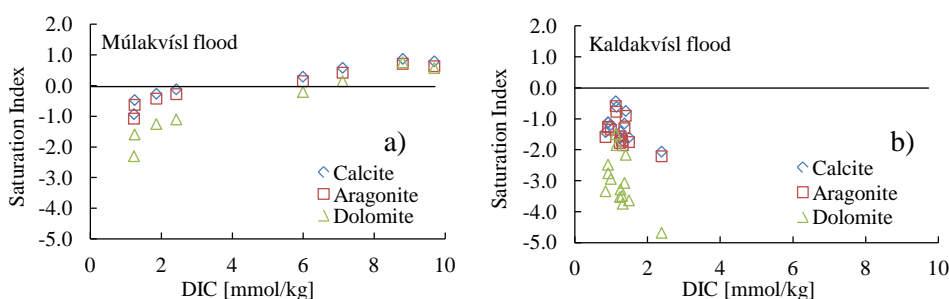 2.0
1.0
0.0
-1.0
-2.0
-3.0
-4.0
-5.0
Saturation Index
Múlakvísl flood
a)
Calcite
Aragonite
Dolomite
0 2 4 6 8 10
DIC [mmol/kg]
2.0
1.0
0.0
-1.0
-2.0
-3.0
-4.0
-5.0
Saturation Index
Kaldakvísl flood
b)
Calcite
Aragonite
Dolomite
0 2 4 6 8 10
DIC [mmol/kg]